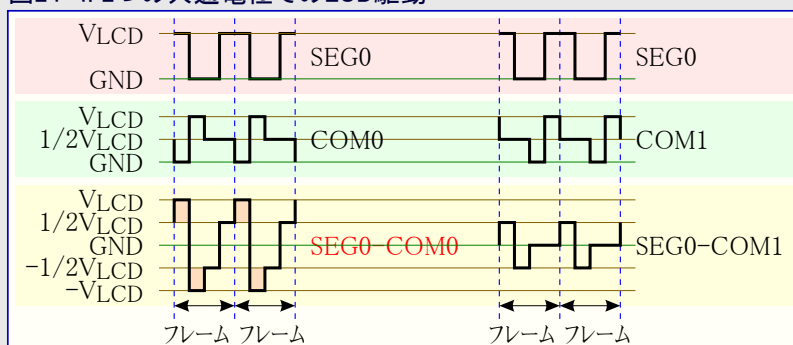 VLCD
SEG0
SEG0
GND
VLCD
1/2VLCD
COM0
COM1
GND
VLCD
1/2VLCD
GND
SEG0-COM0
SEG0-COM1
-1/2VLCD
-VLCD
フレーム フレーム
フレーム フレーム